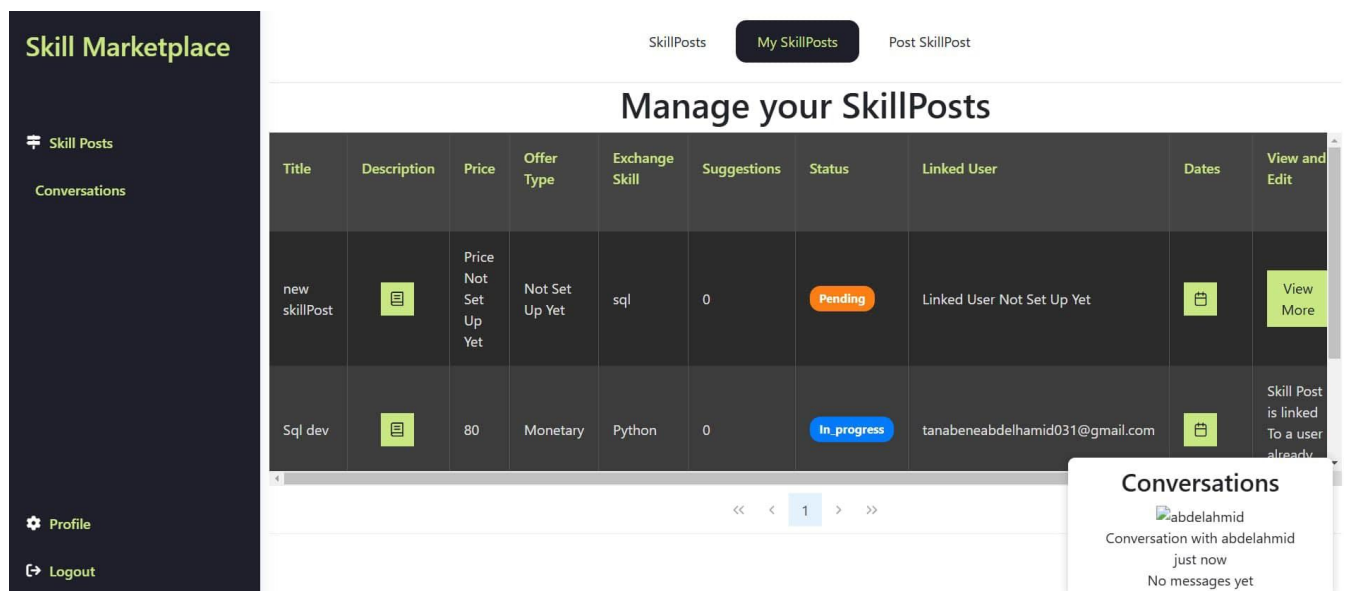 Skill Marketplace
SkillPosts
My SkillPosts
Post SkillPost
Manage your SkillPosts
Skill Posts
Conversations
Profile
Logout
Title
Description
Price
Offer
Type
Exchange
Skill
Suggestions
Status
Linked User
Dates
View and
Edit
new
skillPost
Price
Not
Set
Up
Yet
Not Set
Up Yet
sql
0
Pending
Linked User Not Set Up Yet
View
More
Sql dev
80
Monetary
Python
0
In_progress
tanabeneabdelhamid031@gmail.com
Skill Post
is linked
To a user
already
<< < 1 > >>
Conversations
abdelahmid
Conversation with abdelahmid
just now
No messages yet